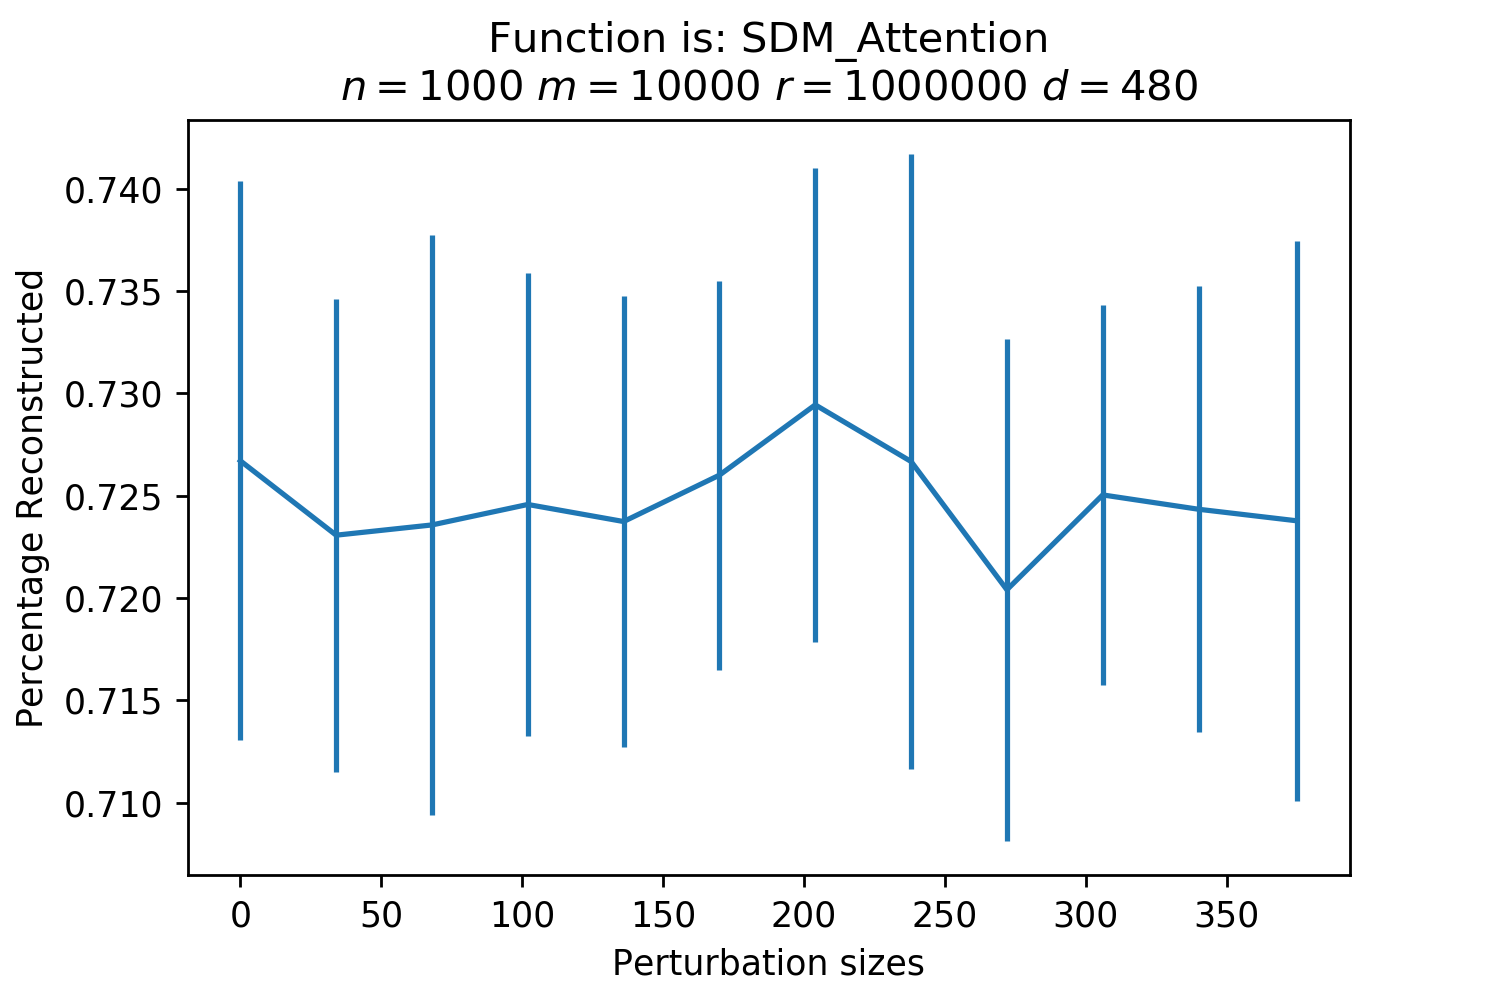 Function is: SDM_Attention
n = 1000 m = 10000 r = 1000000 d = 480
Percentage Reconstructed
0.740
0.735
0.730
0.725
0.720
0.715
0.710
0 50 100 150 200 250 300 350
Perturbation sizes